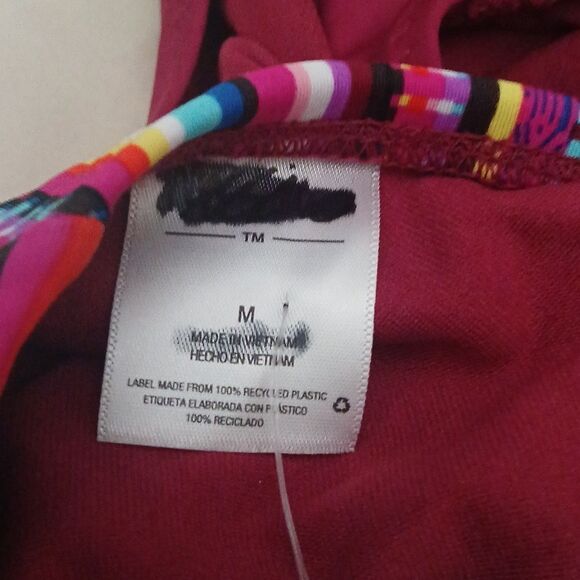 TM
M
MADE IN VIETNAM
HECHO EN VIETNAM
LABEL MADE FROM 100% RECYCLED PLASTIC
ETIQUETA ELABORADA CON PLASTICO
100% RECICLADO